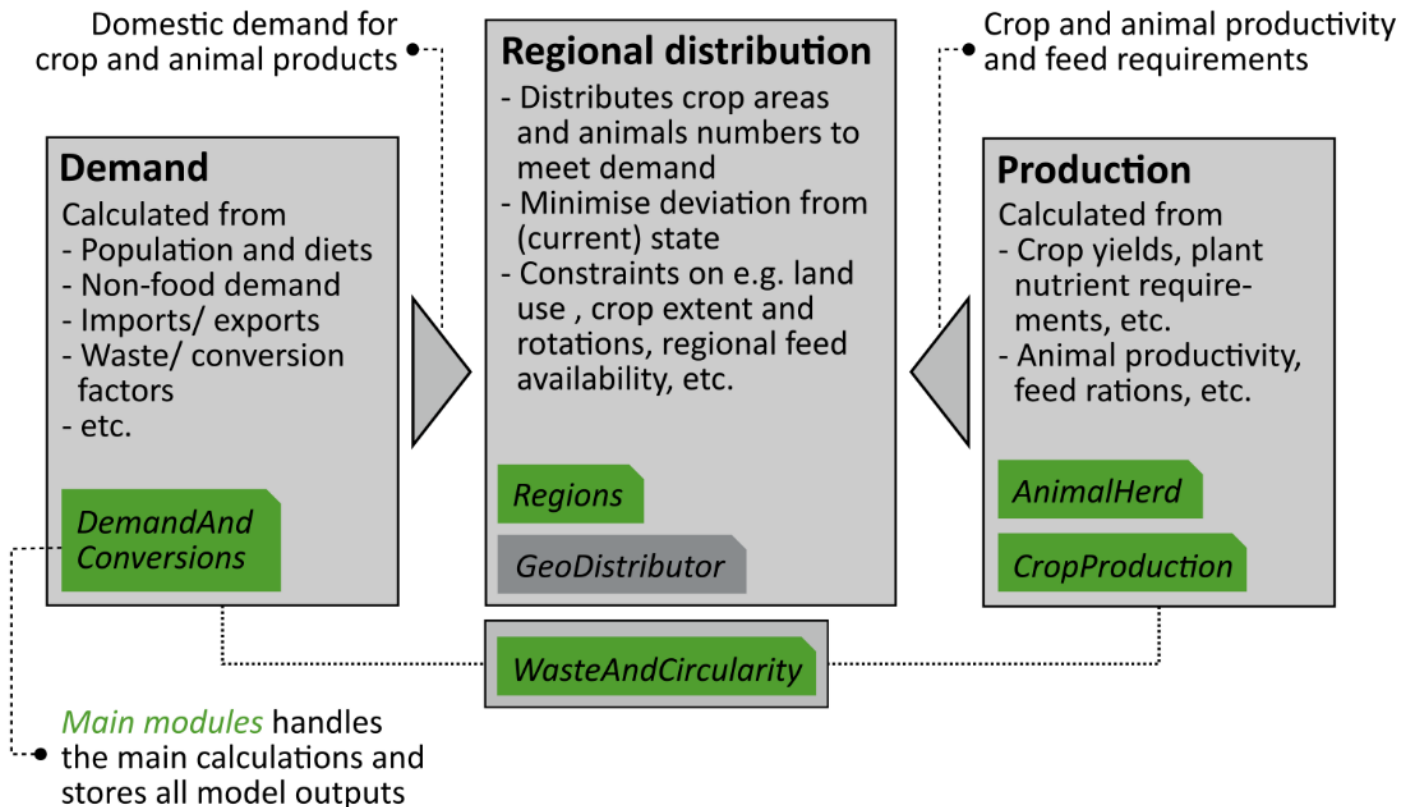 Domestic demand for
crop and animal products
Crop and animal productivity
and feed requirements
Demand
Calculated from
- Population and diets
- Non-food demand
- Imports/ exports
- Waste/ conversion
factors
- etc.
DemandAnd
Conversions
Regional distribution
- Distributes crop areas
and animals numbers to
meet demand
- Minimise deviation from
(current) state
- Constraints on e.g. land
use , crop extent and
rotations, regional feed
availability, etc.
Regions
GeoDistributor
Production
Calculated from
- Crop yields, plant
nutrient require-
ments, etc.
- Animal productivity,
feed rations, etc.
AnimalHerd
CropProduction
WasteAndCircularity
Main modules handles
the main calculations and
stores all model outputs